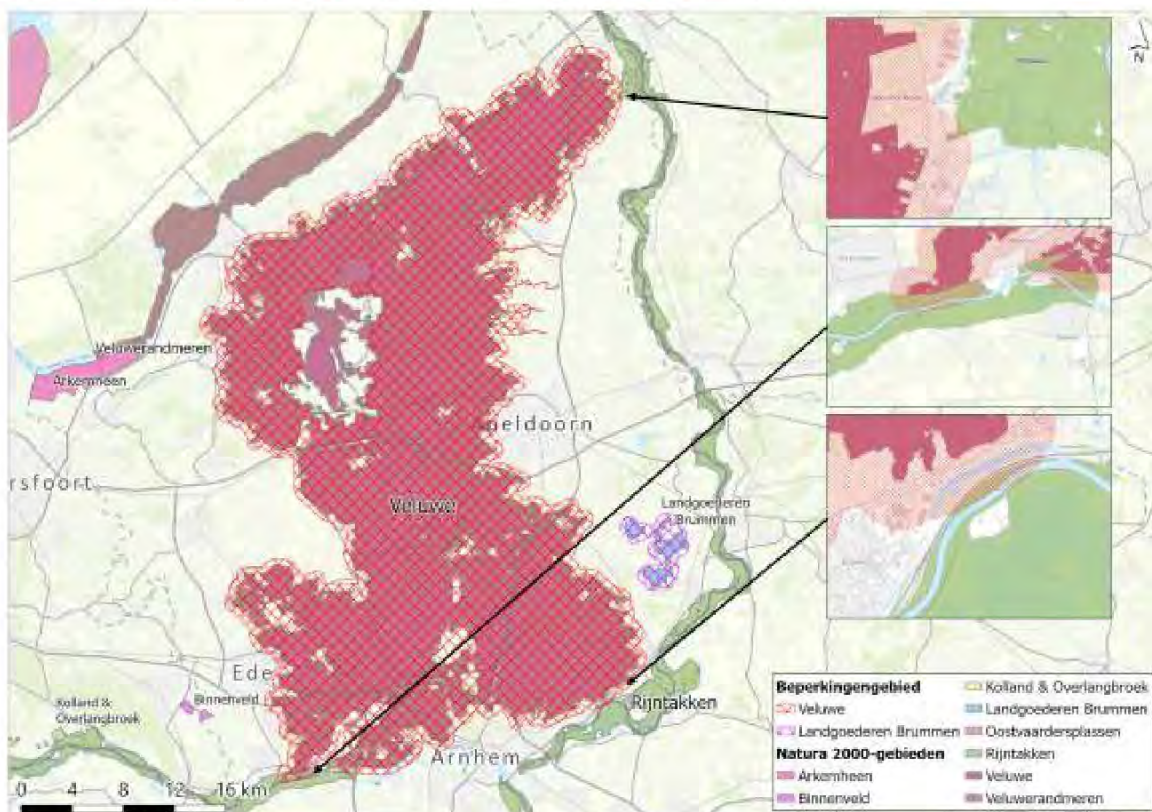 N
Veluwerandmeren
Arkemheen
geldoorn
rsfoort
Veluwe
Landgoederen
Brummen
Ede
Binnenveld
Kolland &
Overlangbroek
Rijntakken
Arnhem
0 4 8 12 16 km
Beperkingengebied
Veluwe
Landgoederen Brummen
Natura 2000-gebieden
Arkemheen
Binnenveld
Kolland & Overlangbroek
Landgoederen Brummen
Oostvaardersplassen
Rijntakken
Veluwe
Veluwerandmeren